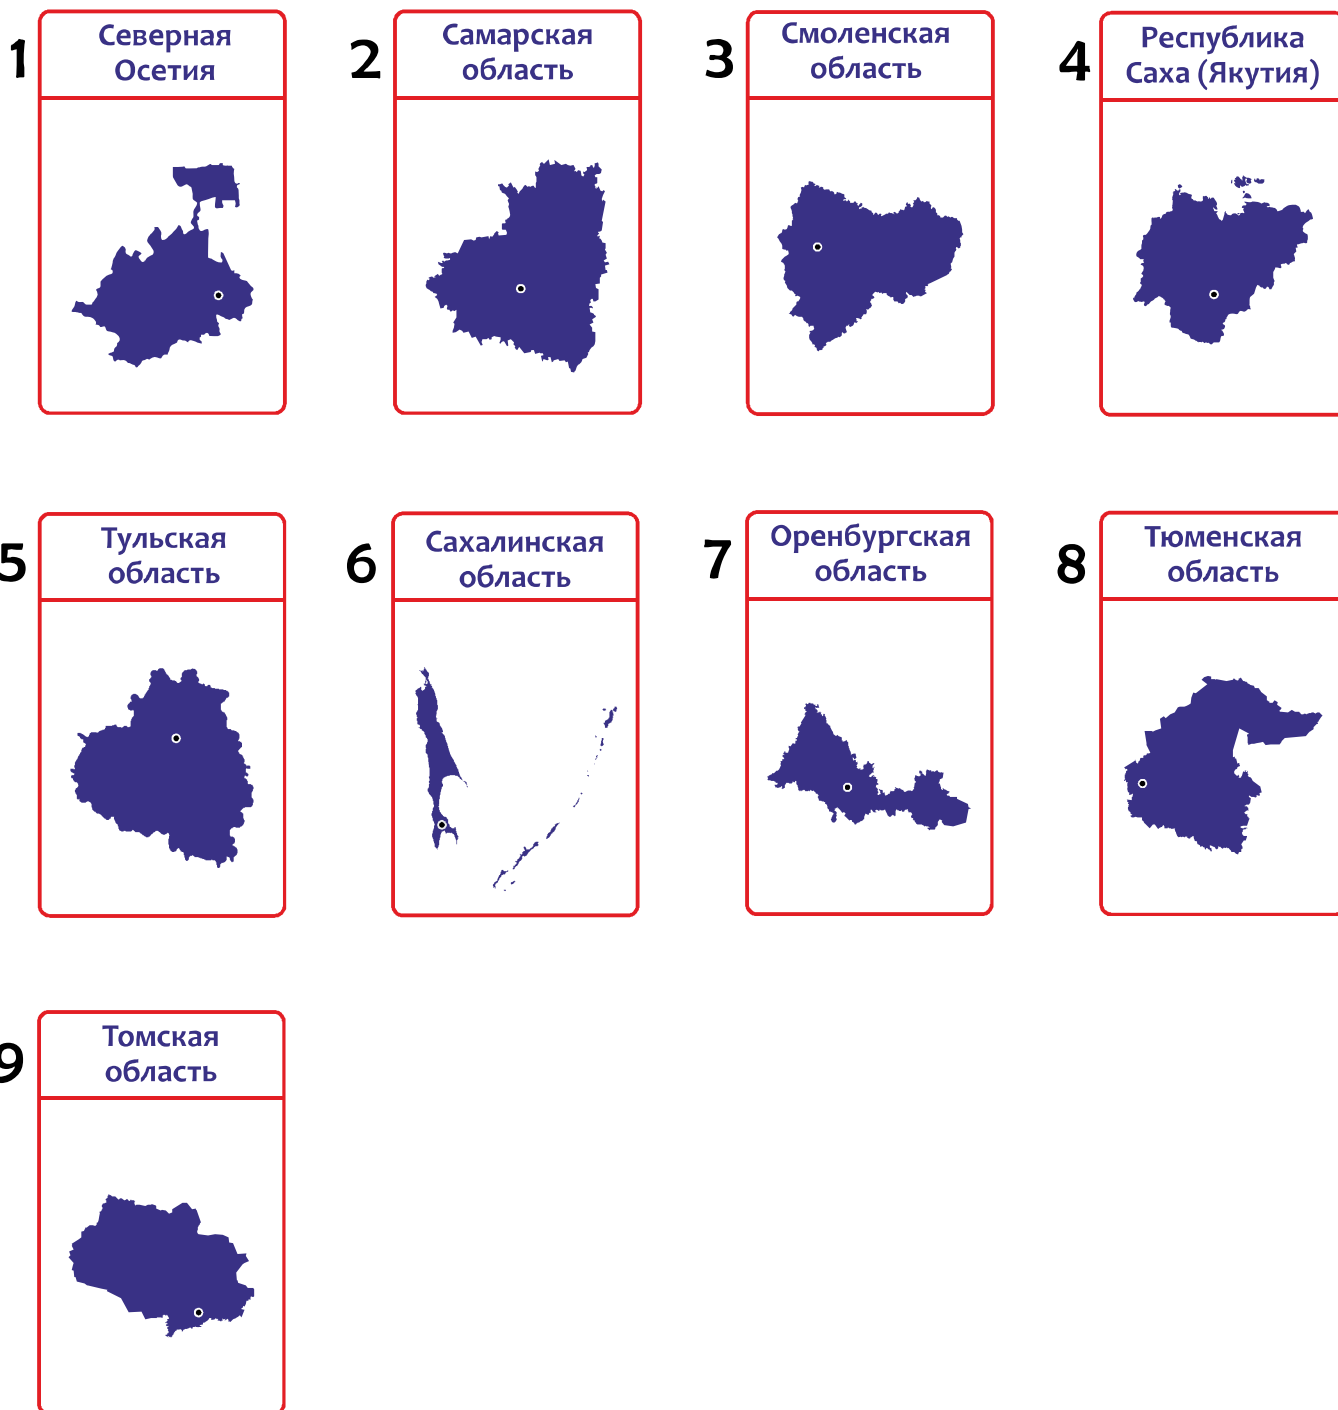 1
Северная
Осетия
2
Самарская
область
3
Смоленская
область
4
Республика
Саха (Якутия)
5
Тульская
область
6
Сахалинская
область
7
Оренбургская
область
8
Тюменская
область
9
Томская
область